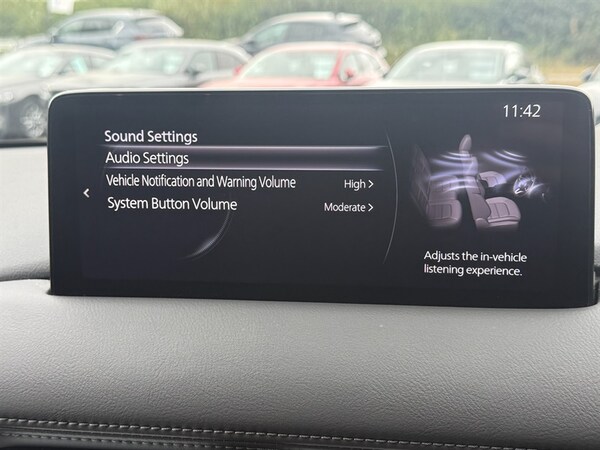 11:42
Sound Settings
Audio Settings
Vehicle Notification and Warning Volume High >
System Button Volume Moderate >
Adjusts the in-vehicle
listening experience.